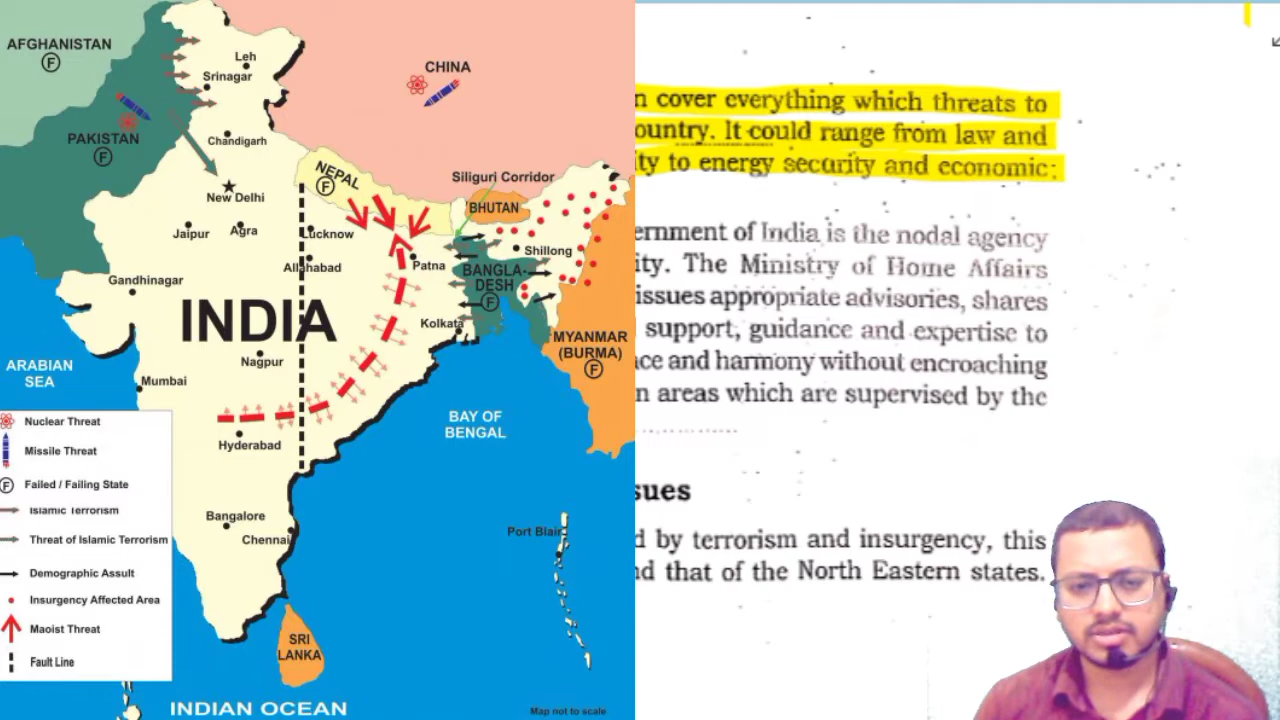 AFGHANISTAN
F
Leh
Srinagar
CHINA
PAKISTAN
F
Chandigarh
NEPAL
F
Siliguri Corridor
New Delhi
BHUTAN
Jaipur
Agra
Lucknow
Shillong
Allahabad
Patna
BANGLA-
DESH
F
Gandhinagar
INDIA
Kolkata
MYANMAR
(BURMA)
F
ARABIAN
SEA
Nagpur
Mumbai
BAY OF
BENGAL
Hyderabad
Nuclear Threat
Missile Threat
F Failed / Failing State
Islamic Terrorism
Threat of Islamic Terrorism
Demographic Assult
Insurgency Affected Area
Maoist Threat
Fault Line
Bangalore
Chennai
Port Blair
SRI
LANKA
INDIAN OCEAN
Map not to scale
n cover everything which threats to
ountry. It could range from law and
ty to energy security and economic:
ernment of India is the nodal agency
ity. The Ministry of Home Affairs
issues appropriate advisories, shares
support, guidance and expertise to
ce and harmony without encroaching
n areas which are supervised by the
sues
d by terrorism and insurgency, this
nd that of the North Eastern states.